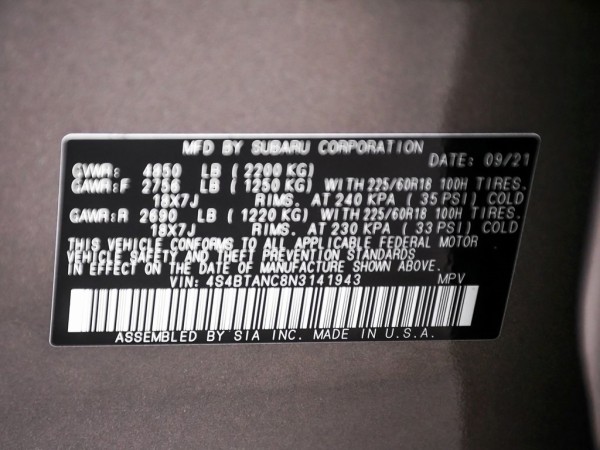 MFD BY SUBARU CORPORATION
DATE: 09/21
GVWR: 4850 LB (2200 KG)
GAWR:F 2756 LB (1250 KG) WITH 225/60R18 100H TIRES.
18X7J RIMS. AT 240 KPA (35 PSI) COLD
GAWR:R 2690 LB (1220 KG) WITH 225/60R18 100H TIRES.
18X7J RIMS. AT 230 KPA (33 PSI) COLD
THIS VEHICLE CONFORMS TO ALL APPLICABLE FEDERAL MOTOR
VEHICLE SAFETY AND THEFT PREVENTION STANDARDS
IN EFFECT ON THE DATE OF MANUFACTURE SHOWN ABOVE.
VIN: 4S4BTANC8N3141943 MPV
ASSEMBLED BY SIA INC. MADE IN U.S.A.